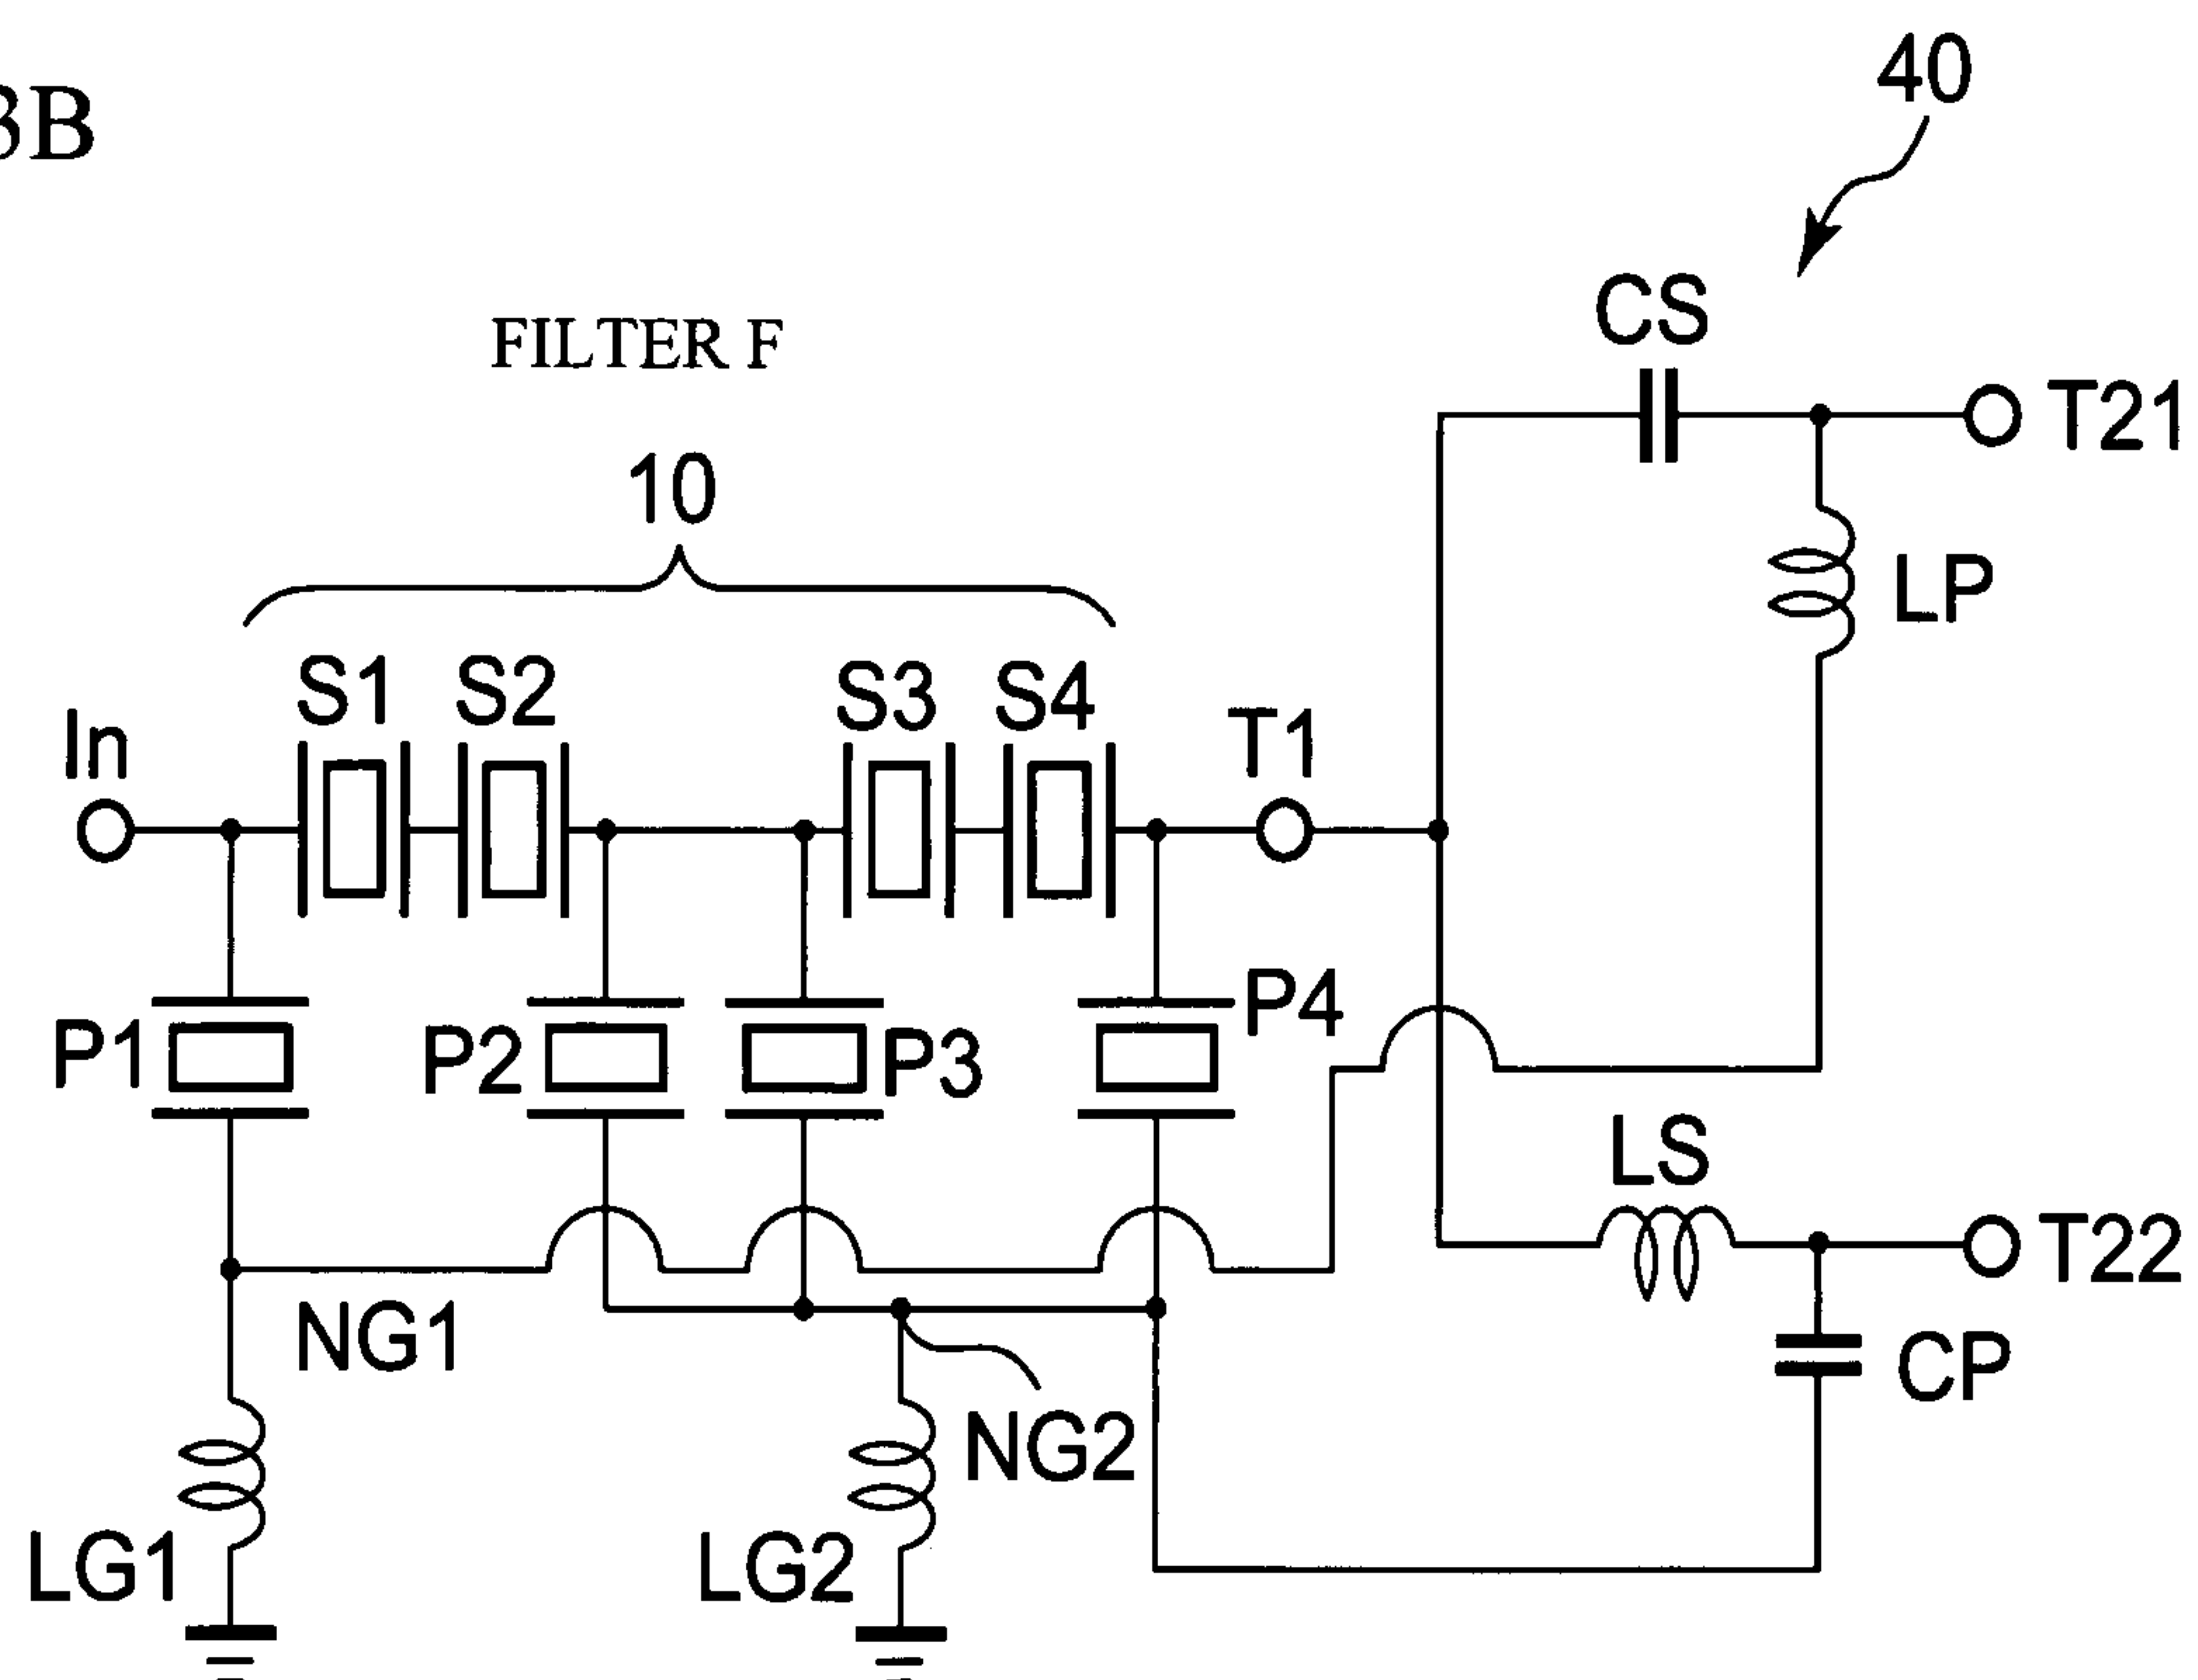 3B
40
CS
FILTER F
T21
10
LP
S1
S2
S3
S4
In
T1
P1
P2
P3
P4
LS
T22
NG1
CP
NG2
LG1
LG2